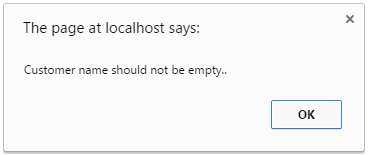 The page at localhost says:
Customer name should not be empty..
OK